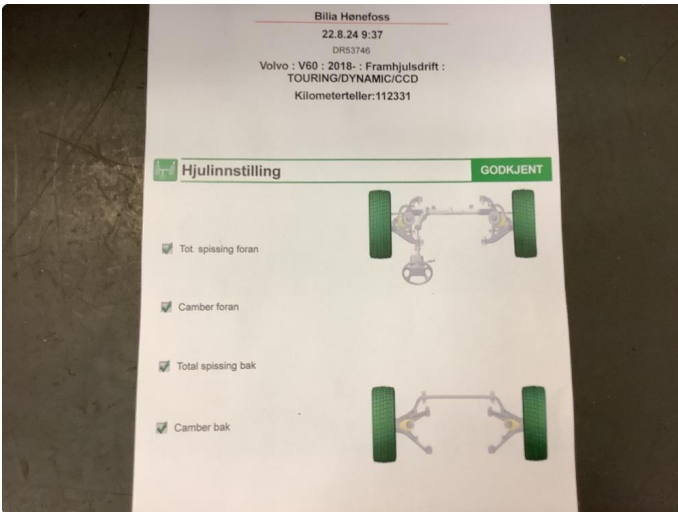 Bilia Hønefoss
22.8.24 9:37
DR53746
Volvo : V60 : 2018- : Framhjulsdrift :
TOURING/DYNAMIC/CCD
Kilometerteller:112331
Hjulinnstilling GODKJENT
Tot. spissing foran
Camber foran
Total spissing bak
Camber bak